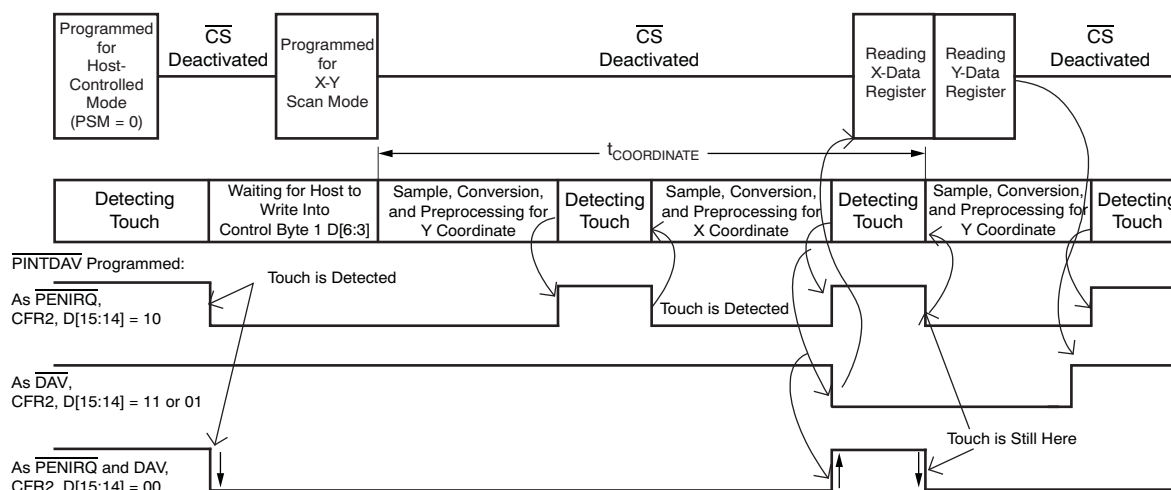 Programmed
for
Host-
Controlled
Mode
(PSM = 0)
CS
Deactivated
Programmed
for
X-Y
Scan Mode
CS
Deactivated
Reading
X-Data
Register
Reading
Y-Data
Register
CS
Deactivated
tCOORDINATE
Detecting
Touch
Waiting for Host to
Write Into
Control Byte 1 D[6:3]
Sample, Conversion,
and Preprocessing for
Y Coordinate
Detecting
Touch
Sample, Conversion,
and Preprocessing for
X Coordinate
Detecting
Touch
Sample, Conversion,
and Preprocessing for
Y Coordinate
Detecting
Touch
PINTDAV Programmed:
Touch is Detected
As PENIRQ,
CFR2, D[15:14] = 10
Touch is Detected
As DAV,
CFR2, D[15:14] = 11 or 01
Touch is Still Here
As PENIRQ and DAV,
CFR2, D[15:14] = 00